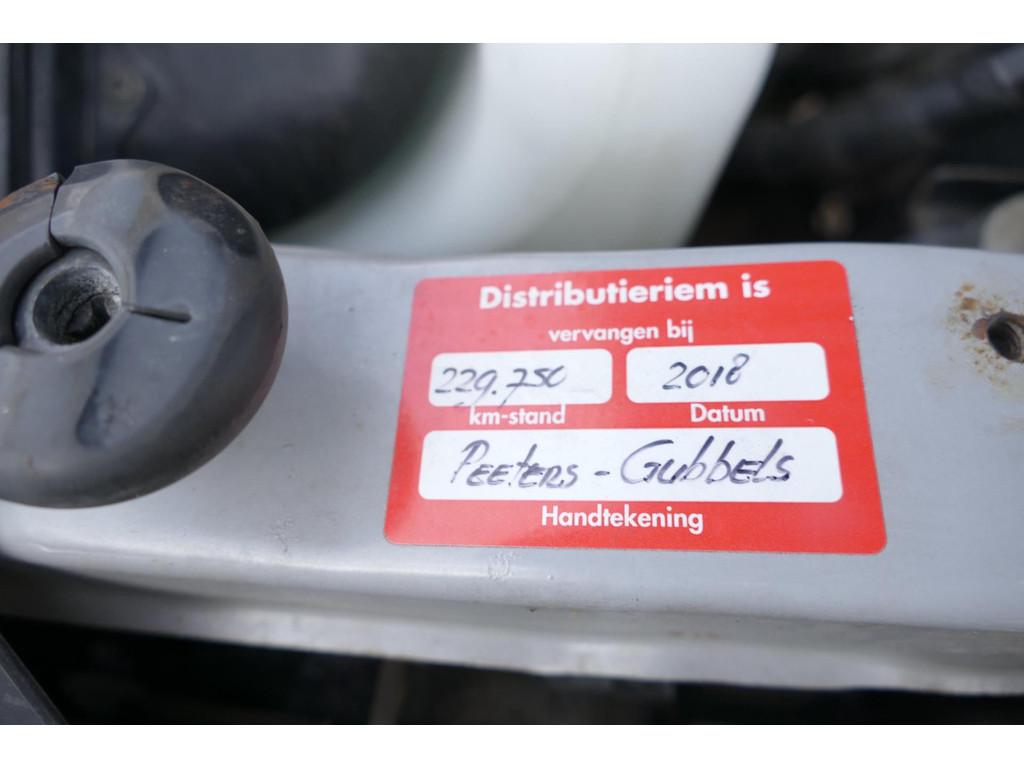 Distributieriem is
vervangen bij
229.750 2018
km-stand Datum
Peeters - Gubbels
Handtekening